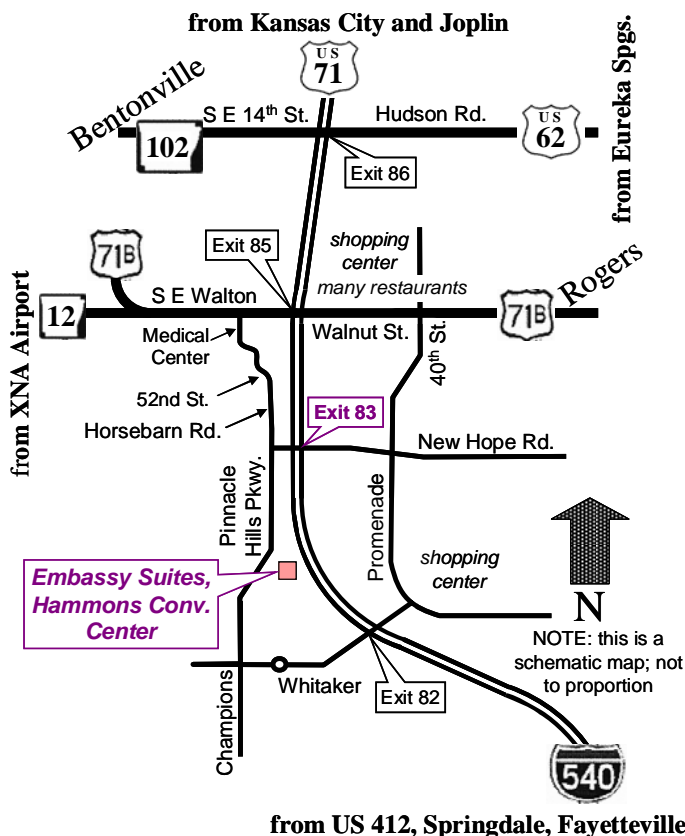 from Kansas City and Joplin
US
71
Bentonville
S E 14th St.
Hudson Rd.
102
US
62
from Eureka Spgs.
Exit 86
Exit 85
shopping
center
many restaurants
71B
S E Walton
12
Walnut St.
71B
Rogers
from XNA Airport
Medical
Center
40th St.
52nd St.
Horsebarn Rd.
Exit 83
New Hope Rd.
Pinnacle
Hills Pkwy.
Promenade
Embassy Suites,
Hammons Conv.
Center
shopping
center
N
NOTE: this is a
schematic map; not
to proportion
Whitaker
Exit 82
Champions
540
from US 412, Springdale, Fayetteville